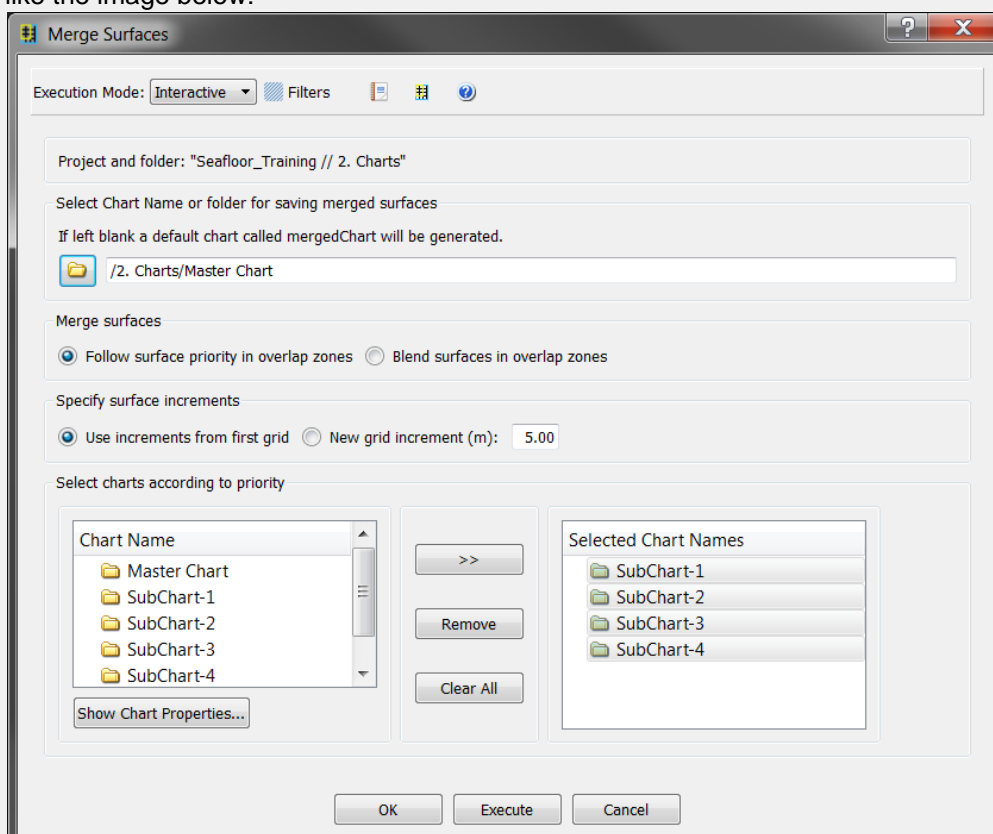 like the image below.
Merge Surfaces
Execution Mode: Interactive Filters
Project and folder: "Seafloor_Training // 2. Charts"
Select Chart Name or folder for saving merged surfaces
If left blank a default chart called mergedChart will be generated.
/2. Charts/Master Chart
Merge surfaces
Follow surface priority in overlap zones Blend surfaces in overlap zones
Specify surface increments
Use increments from first grid New grid increment (m): 5.00
Select charts according to priority
Chart Name
Master Chart
SubChart-1
SubChart-2
SubChart-3
SubChart-4
Show Chart Properties...
>>
Remove
Clear All
Selected Chart Names
SubChart-1
SubChart-2
SubChart-3
SubChart-4
OK Execute Cancel